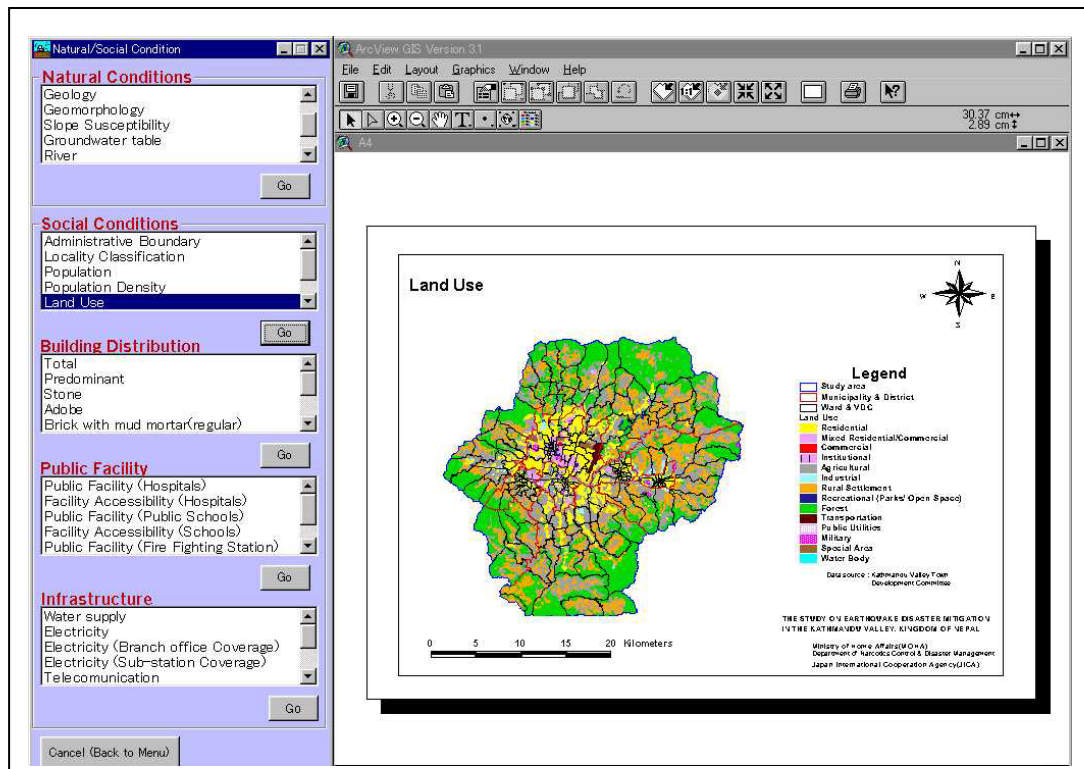 Natural/Social Condition
Natural Conditions
Geology
Geomorphology
Slope Susceptibility
Groundwater table
River
Go
Social Conditions
Administrative Boundary
Locality Classification
Population
Population Density
Land Use
Go
Building Distribution
Total
Predominant
Stone
Adobe
Brick with mud mortar(regular)
Go
Public Facility
Public Facility (Hospitals)
Facility Accessibility (Hospitals)
Public Facility (Public Schools)
Facility Accessibility (Schools)
Public Facility (Fire Fighting Station)
Go
Infrastructure
Water supply
Electricity
Electricity (Branch office Coverage)
Electricity (Sub-station Coverage)
Telecomunication
Go
Cancel (Back to Menu)
ArcView GIS Version 3.1
File Edit Layout Graphics Window Help
30.37 cm
2.89 cm
A4
Land Use
N
W E
S
Legend
Study area
Municipality & District
Ward & VDC
Land Use
Residential
Mixed Residential/Commercial
Commercial
Institutional
Agricultural
Industrial
Rural Settlement
Recreational (Parks/ Open Space)
Forest
Transportation
Public Utilities
Military
Special Area
Water Body
Data source : Kathmandu Valley Town
Development Committee
0 5 10 15 20 Kilometers
THE STUDY ON EARTHQUAKE DISASTER MITIGATION
IN THE KATHMANDU VALLEY, KINGDOM OF NEPAL
Ministry of Home Affairs(MOHA)
Department of Narcotics Control & Disaster Management
Japan International Cooperation Agency(JICA)